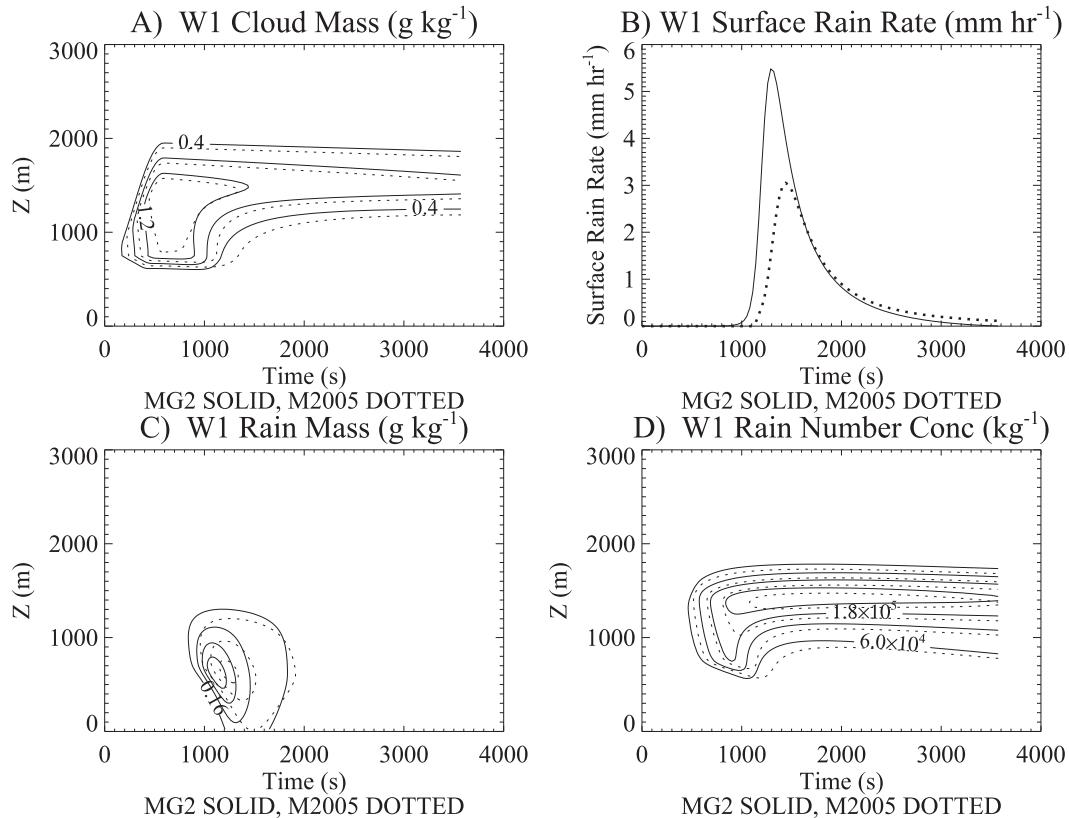 A)  W1 Cloud Mass (g kg⁻¹)
3000
2000
1000
0
Z (m)
0.4
1.2
0.4
0 1000 2000 3000 4000
Time (s)
MG2 SOLID, M2005 DOTTED
B) W1 Surface Rain Rate (mm hr⁻¹)
6
5
4
3
2
1
0
Surface Rain Rate (mm hr⁻¹)
0 1000 2000 3000 4000
Time (s)
MG2 SOLID, M2005 DOTTED
C)  W1 Rain Mass (g kg⁻¹)
3000
2000
1000
0
Z (m)
0.16
0 1000 2000 3000 4000
Time (s)
MG2 SOLID, M2005 DOTTED
D)  W1 Rain Number Conc (kg⁻¹)
3000
2000
1000
0
Z (m)
1.8×10⁵
6.0×10⁴
0 1000 2000 3000 4000
Time (s)
MG2 SOLID, M2005 DOTTED